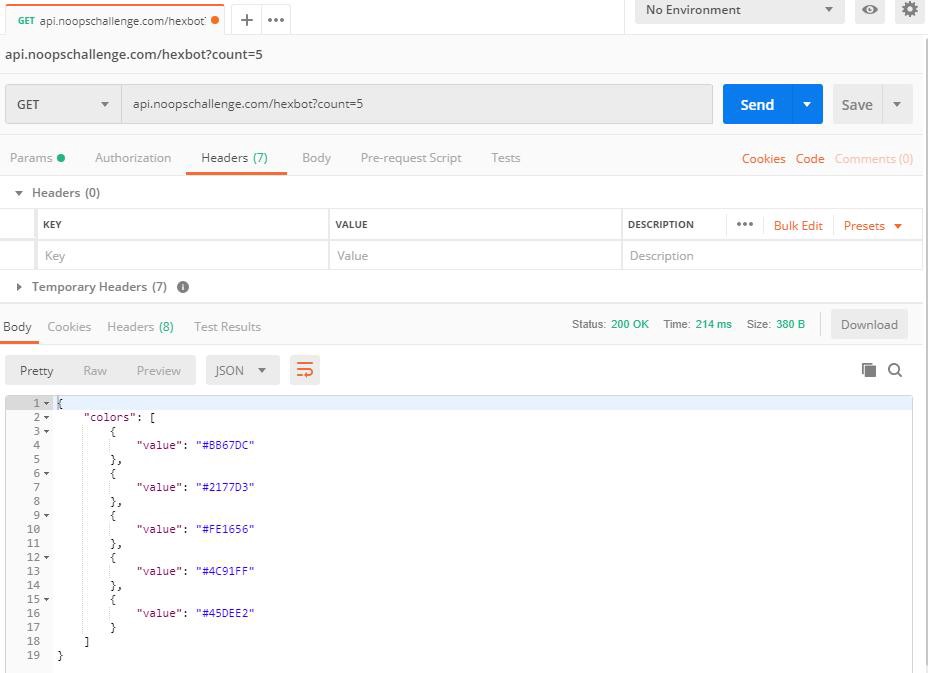 GET api.noopschallenge.com/hexbot?
No Environment
api.noopschallenge.com/hexbot?count=5
GET api.noopschallenge.com/hexbot?count=5 Send Save
Params Authorization Headers (7) Body Pre-request Script Tests Cookies Code Comments (0)
Headers (0)
KEY VALUE DESCRIPTION Bulk Edit Presets
Key Value Description
Temporary Headers (7)
Body Cookies Headers (8) Test Results Status: 200 OK Time: 214 ms Size: 380 B Download
Pretty Raw Preview JSON
1 {
2 "colors": [
3 {
4 "value": "#BB67DC"
5 },
6 {
7 "value": "#2177D3"
8 },
9 {
10 "value": "#FE1656"
11 },
12 {
13 "value": "#4C91FF"
14 },
15 {
16 "value": "#45DEE2"
17 }
18 ]
19 }